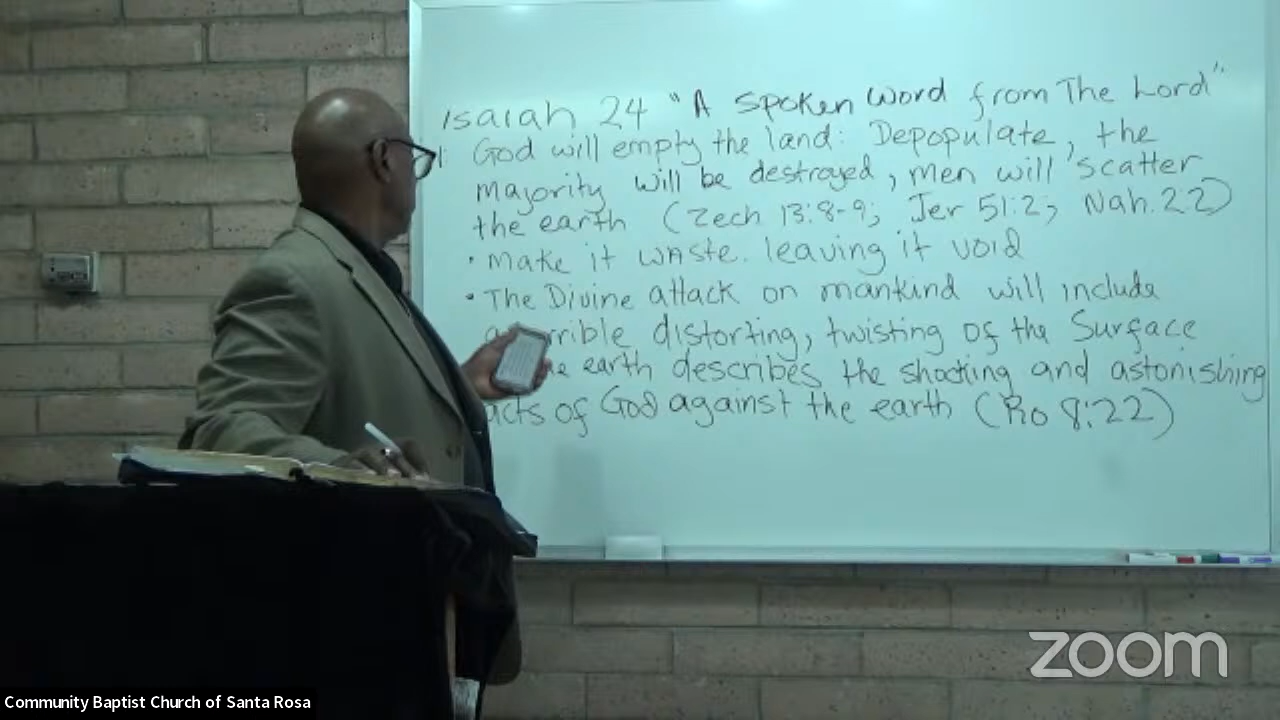 Isaiah 24 "A Spoken Word from The Lord"
1: God will empty the land: Depopulate, the
majority will be destroyed, men will 'scatter
the earth (Zech 13:8-9; Jer 51:2; Nah. 2:2)
• make it waste. leaving it void
• The Divine attack on mankind will include
distorting, twisting of the Surface
earth describes the shocking and astonishing
acts of God against the earth (Ro 8:22)
zoom
Community Baptist Church of Santa Rosa